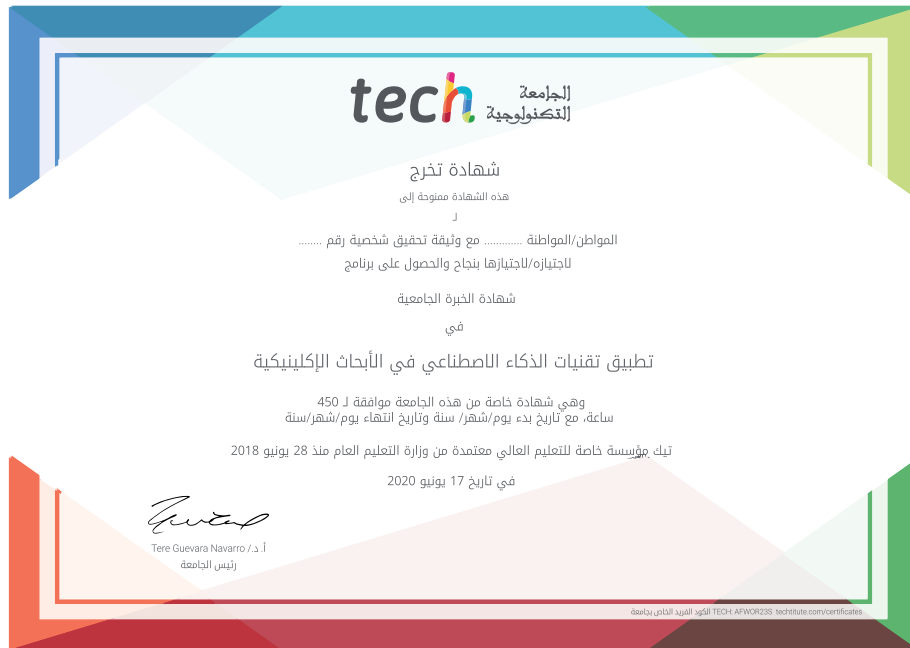 tech
الجامعة
التكنولوجية
شهادة تخرج
هذه الشهادة ممنوحة إلى
لـ
المواطن/المواطنة ............. مع وثيقة تحقيق شخصية رقم ........
لاجتيازه/لاجتيازها بنجاح والحصول على برنامج
شهادة الخبرة الجامعية
في
تطبيق تقنيات الذكاء الاصطناعي في الأبحاث الإكلينيكية
وهي شهادة خاصة من هذه الجامعة موافقة لـ 450
ساعة، مع تاريخ بدء يوم/شهر/ سنة وتاريخ انتهاء يوم/شهر/سنة
تيك مؤسسة خاصة للتعليم العالي معتمدة من وزارة التعليم العام منذ 28 يونيو 2018
في تاريخ 17 يونيو 2020
أ. د./ Tere Guevara Navarro
رئيس الجامعة
الكود الفريد الخاص بجامعة TECH: AFWOR23S techtitute.com/certificates